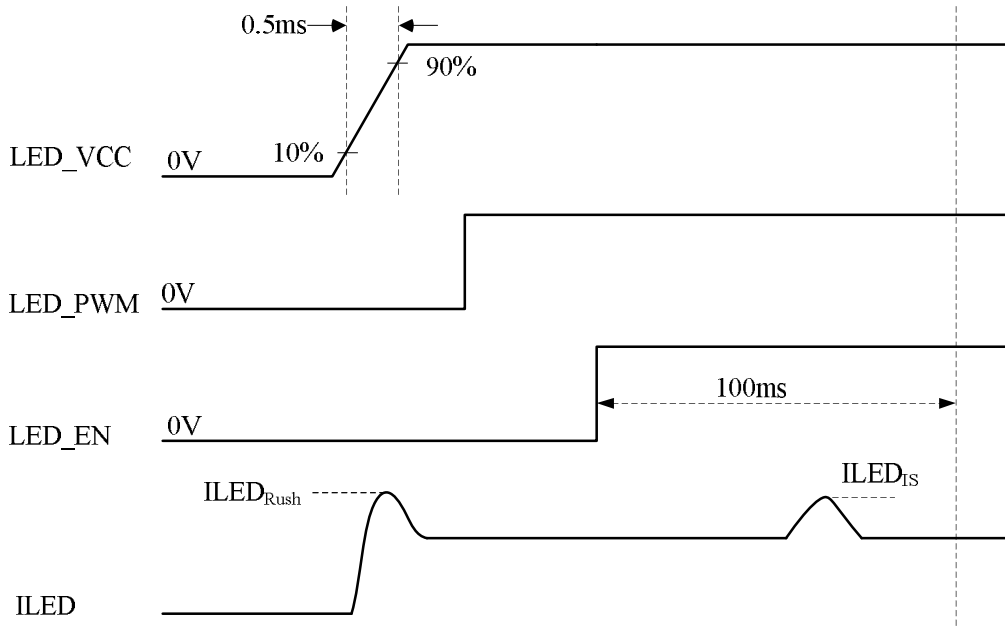 0.5ms
90%
10%
LED_VCC 0V
0V
LED_PWM
100ms
0V
LED_EN
ILED_IS
ILED_Rush
ILED